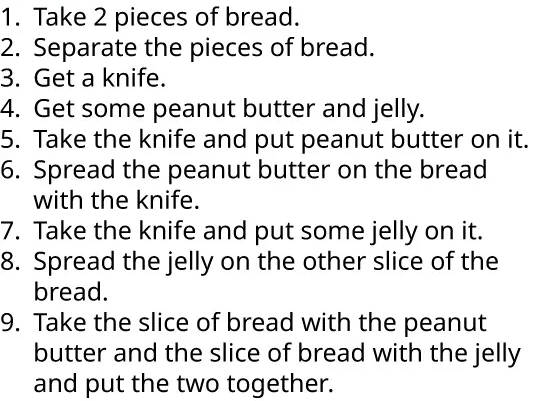 1. Take 2 pieces of bread.
2. Separate the pieces of bread.
3. Get a knife.
4. Get some peanut butter and jelly.
5. Take the knife and put peanut butter on it.
6. Spread the peanut butter on the bread
with the knife.
7. Take the knife and put some jelly on it.
8. Spread the jelly on the other slice of the
bread.
9. Take the slice of bread with the peanut
butter and the slice of bread with the jelly
and put the two together.